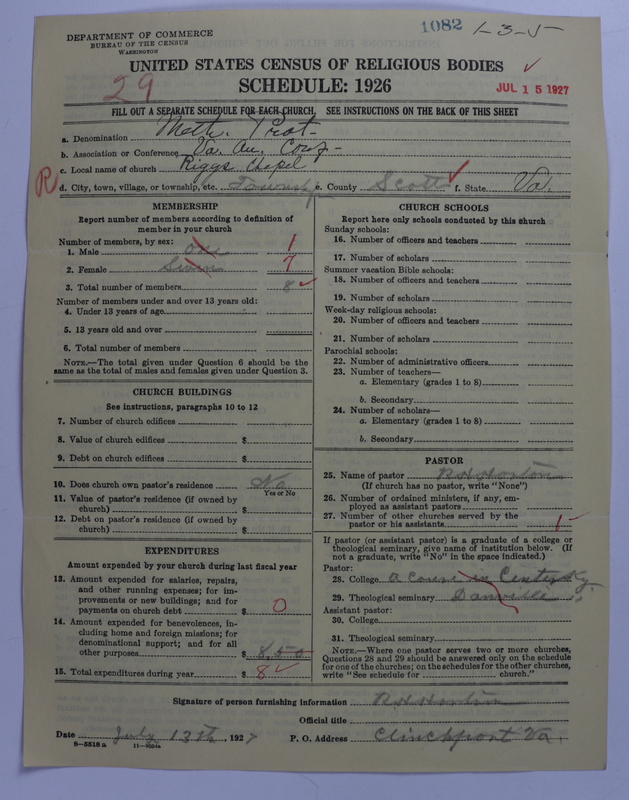 DEPARTMENT OF COMMERCE
BUREAU OF THE CENSUS
WASHINGTON
1082 1-3-5
UNITED STATES CENSUS OF RELIGIOUS BODIES
29
SCHEDULE: 1926
JUL 15 1927
FILL OUT A SEPARATE SCHEDULE FOR EACH CHURCH. SEE INSTRUCTIONS ON THE BACK OF THIS SHEET
a. Denomination Meth. Prot-
b. Association or Conference Va. An. Conf-
c. Local name of church Riggs Chapel
R
d. City, town, village, or township, etc. Township e. County Scott f. State Va.
MEMBERSHIP
Report number of members according to definition of
member in your church
Number of members, by sex:
1. Male One 1
2. Female Seven 7
3. Total number of members 8
Number of members under and over 13 years old:
4. Under 13 years of age
5. 13 years old and over
6. Total number of members
NOTE.—The total given under Question 6 should be the
same as the total of males and females given under Question 3.
CHURCH BUILDINGS
See instructions, paragraphs 10 to 12
7. Number of church edifices
8. Value of church edifices $
9. Debt on church edifices $
10. Does church own pastor's residence No
Yes or No
11. Value of pastor's residence (if owned by
church) $
12. Debt on pastor's residence (if owned by
church) $
EXPENDITURES
Amount expended by your church during last fiscal year
13. Amount expended for salaries, repairs,
and other running expenses; for im-
provements or new buildings; and for
payments on church debt $ 0
14. Amount expended for benevolences, in-
cluding home and foreign missions; for
denominational support; and for all
other purposes $ 8,50
15. Total expenditures during year $ 8
CHURCH SCHOOLS
Report here only schools conducted by this church
Sunday schools:
16. Number of officers and teachers
17. Number of scholars
Summer vacation Bible schools:
18. Number of officers and teachers
19. Number of scholars
Week-day religious schools:
20. Number of officers and teachers
21. Number of scholars
Parochial schools:
22. Number of administrative officers
23. Number of teachers—
a. Elementary (grades 1 to 8)
b. Secondary
24. Number of scholars—
a. Elementary (grades 1 to 8)
b. Secondary
PASTOR
25. Name of pastor R H Horton
(If church has no pastor, write "None")
26. Number of ordained ministers, if any, em-
ployed as assistant pastors
27. Number of other churches served by the
pastor or his assistants 1
If pastor (or assistant pastor) is a graduate of a college or
theological seminary, give name of institution below. (If
not a graduate, write "No" in the space indicated.)
Pastor:
28. College a course in Center Ky.
29. Theological seminary Danville
Assistant pastor:
30. College
31. Theological seminary
NOTE.—Where one pastor serves two or more churches,
Questions 28 and 29 should be answered only on the schedule
for one of the churches; on the schedules for the other churches,
write "See schedule for church."
Signature of person furnishing information R H Horton
Official title
Date July 13th, 1927 P. O. Address Clinchport Va.
8-5518a 11-9024a